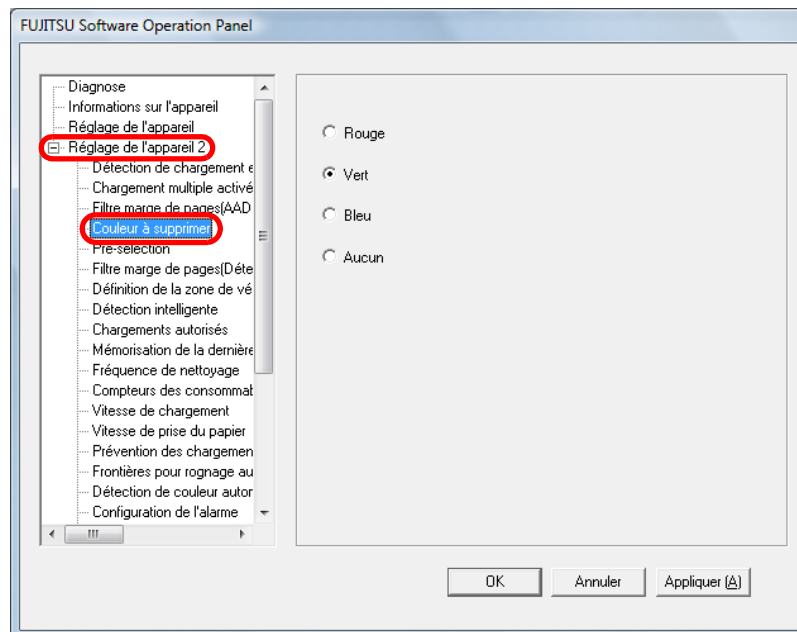 FUJITSU Software Operation Panel
Diagnose
Informations sur l'appareil
Réglage de l'appareil
Réglage de l'appareil 2
Détection de chargement e
Chargement multiple activé
Filtre marge de pages(AAD
Couleur à supprimer
Pré-sélection
Filtre marge de pages(Déte
Définition de la zone de vé
Détection intelligente
Chargements autorisés
Mémorisation de la dernière
Fréquence de nettoyage
Compteurs des consommat
Vitesse de chargement
Vitesse de prise du papier
Prévention des chargemen
Frontières pour rognage au
Détection de couleur autor
Configuration de l'alarme
Rouge
Vert
Bleu
Aucun
OK Annuler Appliquer (A)